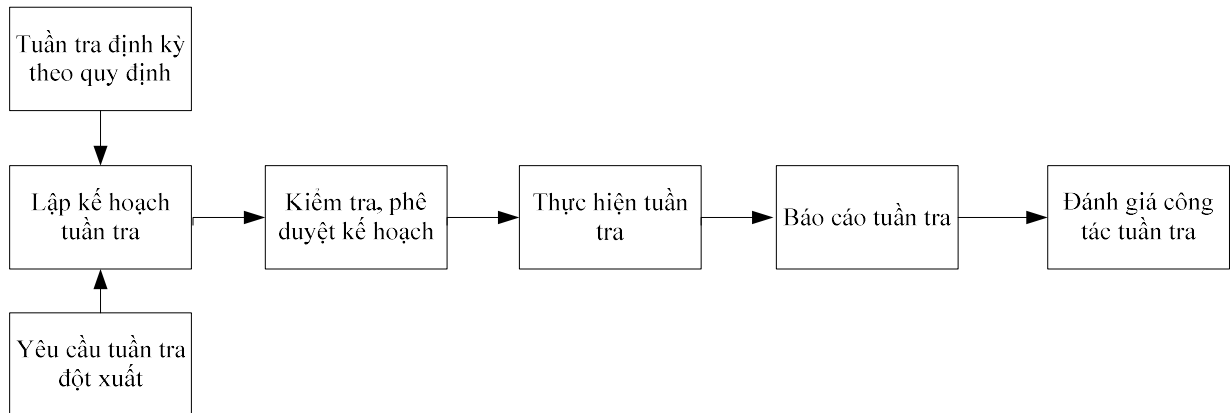 Tuần tra định kỳ
theo quy định
Lập kế hoạch
tuần tra
Kiểm tra, phê
duyệt kế hoạch
Thực hiện tuần
tra
Báo cáo tuần tra
Đánh giá công
tác tuần tra
Yêu cầu tuần tra
đột xuất